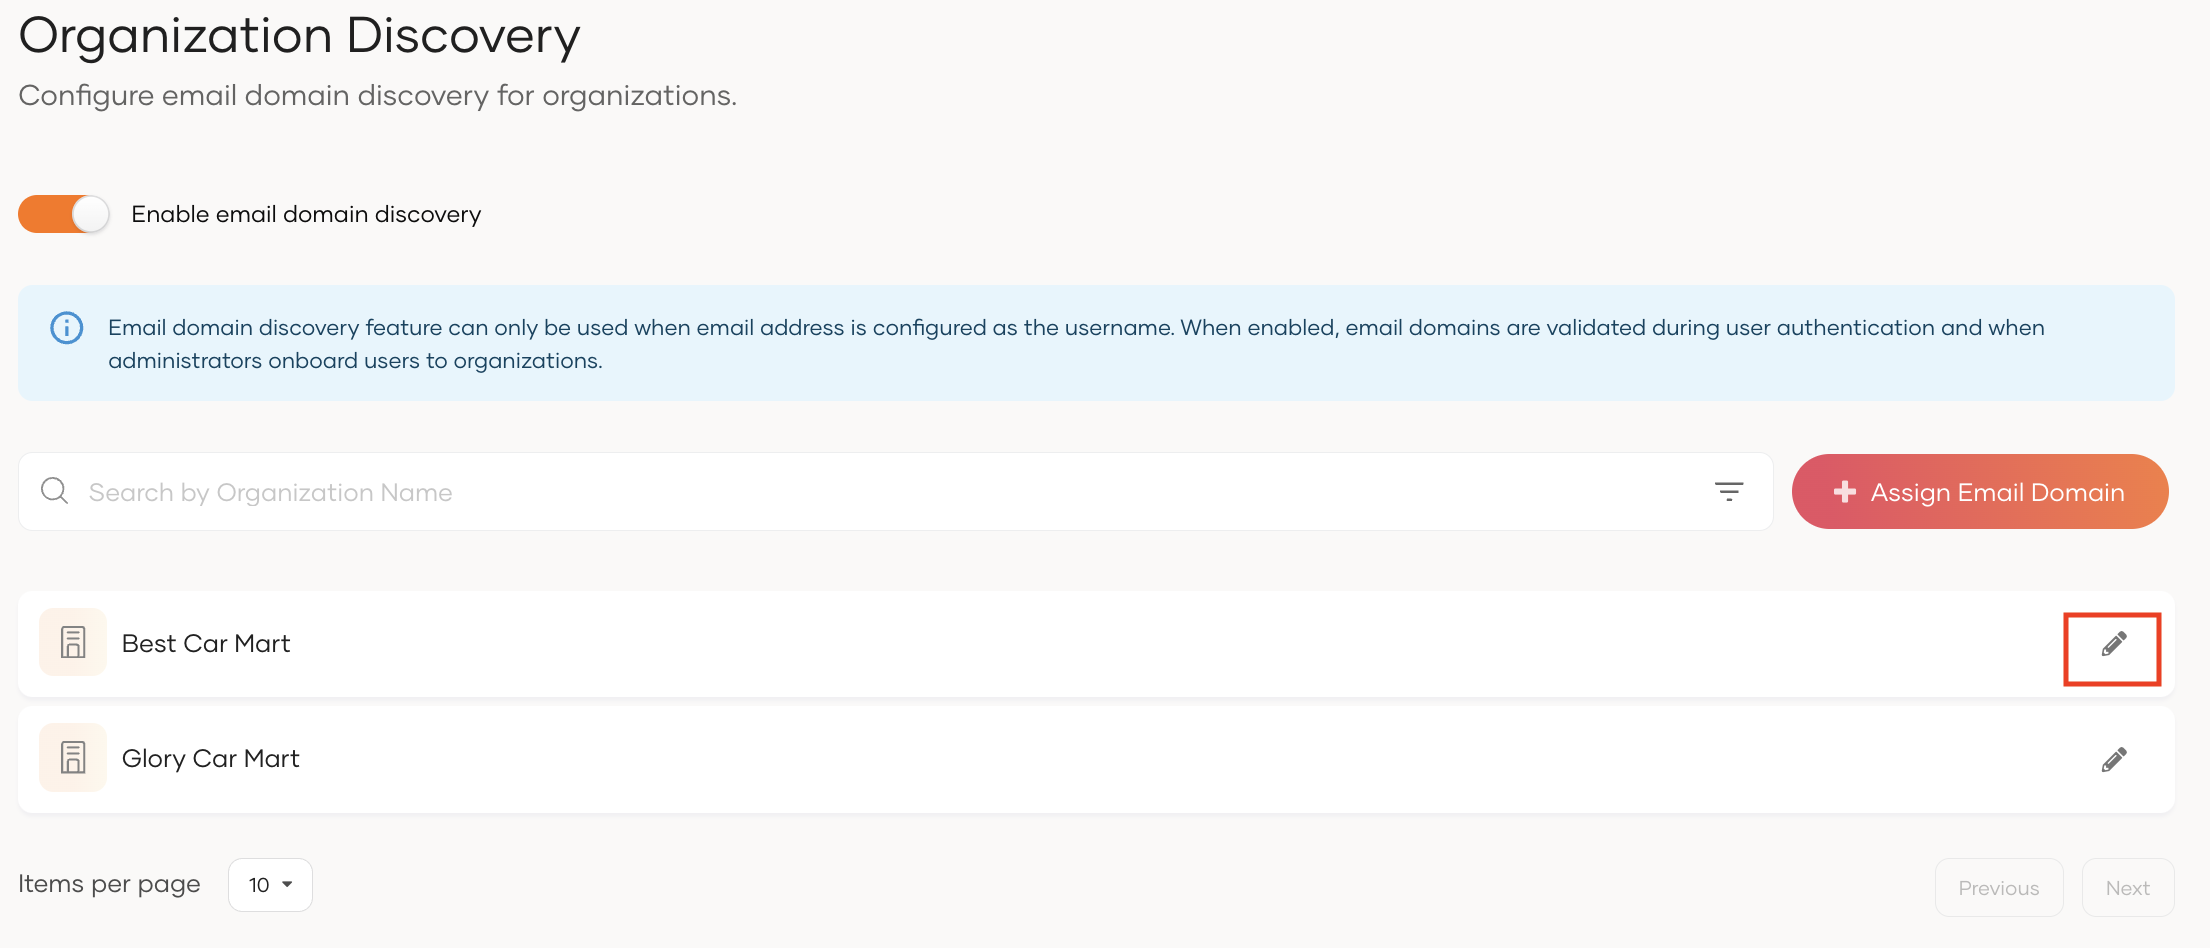 Organization Discovery
Configure email domain discovery for organizations.
Enable email domain discovery
Email domain discovery feature can only be used when email address is configured as the username. When enabled, email domains are validated during user authentication and when
administrators onboard users to organizations.
Search by Organization Name
Assign Email Domain
Best Car Mart
Glory Car Mart
Items per page
10
Previous
Next